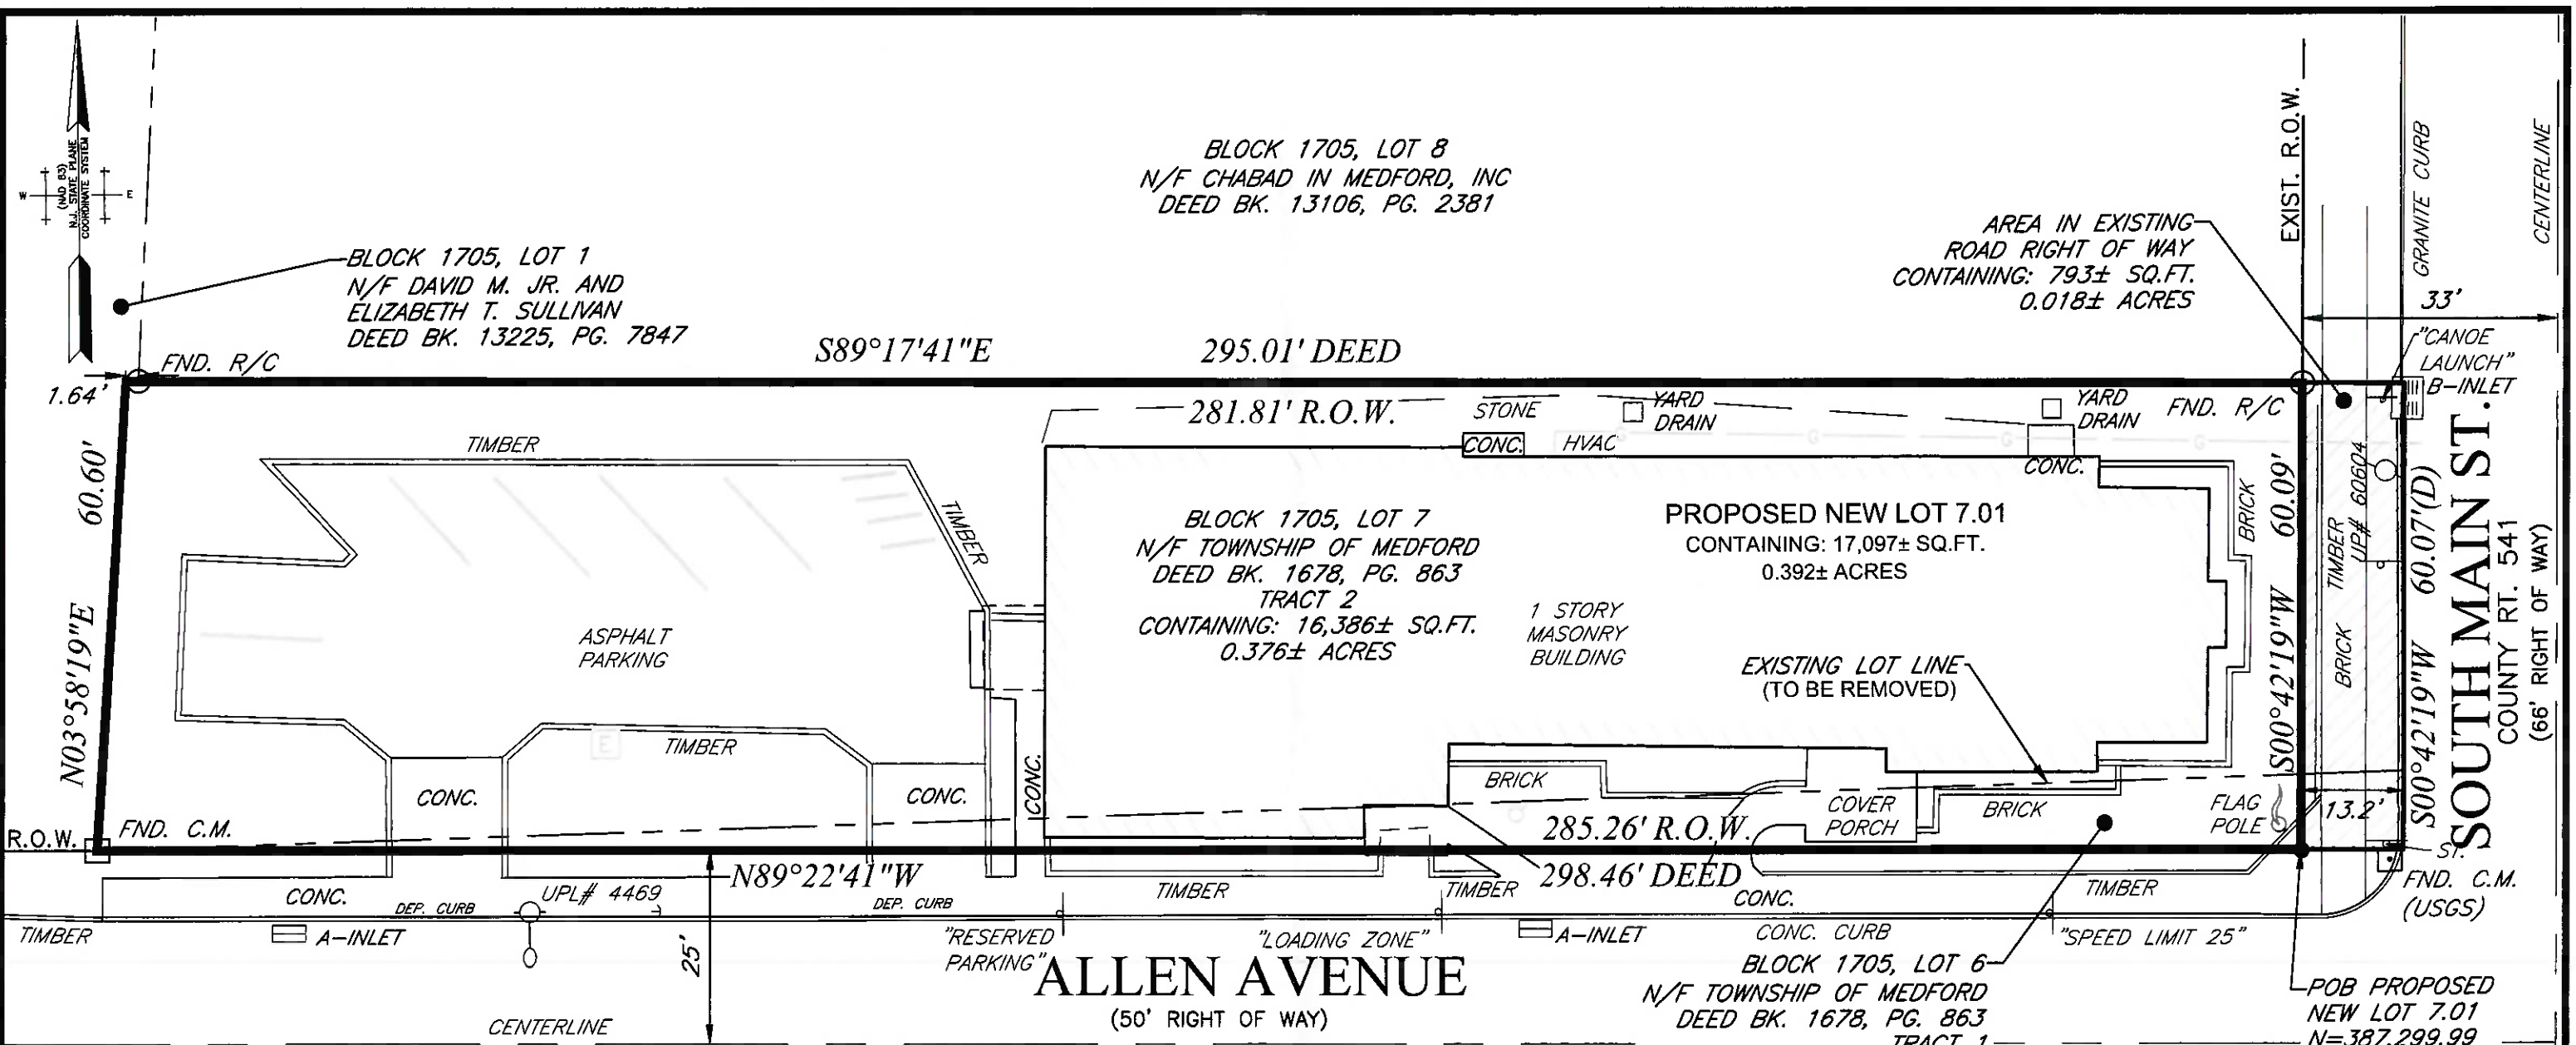 (NAD 83)
N.J. STATE PLANE
COORDINATE SYSTEM
W
E
BLOCK 1705, LOT 8
N/F CHABAD IN MEDFORD, INC
DEED BK. 13106, PG. 2381
BLOCK 1705, LOT 1
N/F DAVID M. JR. AND
ELIZABETH T. SULLIVAN
DEED BK. 13225, PG. 7847
AREA IN EXISTING
ROAD RIGHT OF WAY
CONTAINING: 793± SQ.FT.
0.018± ACRES
EXIST. R.O.W.
GRANITE CURB
CENTERLINE
33'
"CANOE
LAUNCH"
B-INLET
FND. R/C
1.64'
S89°17'41"E
295.01' DEED
281.81' R.O.W.
STONE
YARD
DRAIN
YARD
DRAIN
FND. R/C
CONC.
HVAC
G
G
G
G
CONC.
TIMBER
TIMBER
60.60'
N03°58'19"E
ASPHALT
PARKING
BLOCK 1705, LOT 7
N/F TOWNSHIP OF MEDFORD
DEED BK. 1678, PG. 863
TRACT 2
CONTAINING: 16,386± SQ.FT.
0.376± ACRES
PROPOSED NEW LOT 7.01
CONTAINING: 17,097± SQ.FT.
0.392± ACRES
1 STORY
MASONRY
BUILDING
EXISTING LOT LINE
(TO BE REMOVED)
BRICK
60.09'
S00°42'19"W
TIMBER
UP# 60604
BRICK
60.07'(D)
S00°42'19"W
SOUTH MAIN ST.
COUNTY RT. 541
(66' RIGHT OF WAY)
E
TIMBER
CONC.
CONC.
CONC.
BRICK
COVER
PORCH
BRICK
FLAG
POLE
13.2'
R.O.W.
FND. C.M.
285.26' R.O.W.
N89°22'41"W
298.46' DEED
ST.
FND. C.M.
(USGS)
CONC.
DEP. CURB
UPL# 4469
DEP. CURB
TIMBER
TIMBER
CONC.
TIMBER
TIMBER
A-INLET
25'
"RESERVED
PARKING"
"LOADING ZONE"
A-INLET
CONC. CURB
"SPEED LIMIT 25"
ALLEN AVENUE
(50' RIGHT OF WAY)
CENTERLINE
BLOCK 1705, LOT 6
N/F TOWNSHIP OF MEDFORD
DEED BK. 1678, PG. 863
TRACT 1
POB PROPOSED
NEW LOT 7.01
N=387,299.99